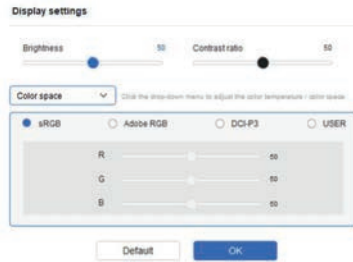 Display settings
Brightness 50 Contrast ratio 50
Color space Click the drop-down menu to adjust the color temperature / color space
sRGB Adobe RGB DCI-P3 USER
R 50
G 50
B 50
Default OK